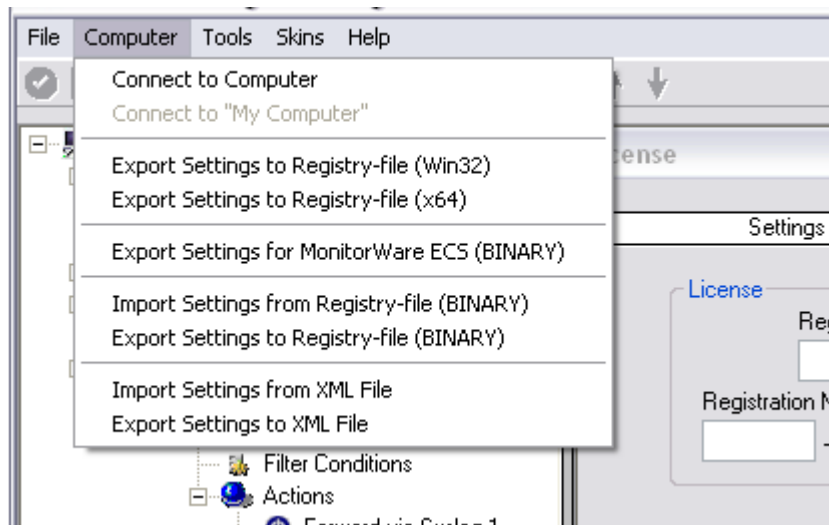 File Computer Tools Skins Help
Connect to Computer
Connect to "My Computer"
Export Settings to Registry-file (Win32)
Export Settings to Registry-file (x64)
Export Settings for MonitorWare ECS (BINARY)
Import Settings from Registry-file (BINARY)
Export Settings to Registry-file (BINARY)
Import Settings from XML File
Export Settings to XML File
Filter Conditions
Actions
Settings
License
Registration